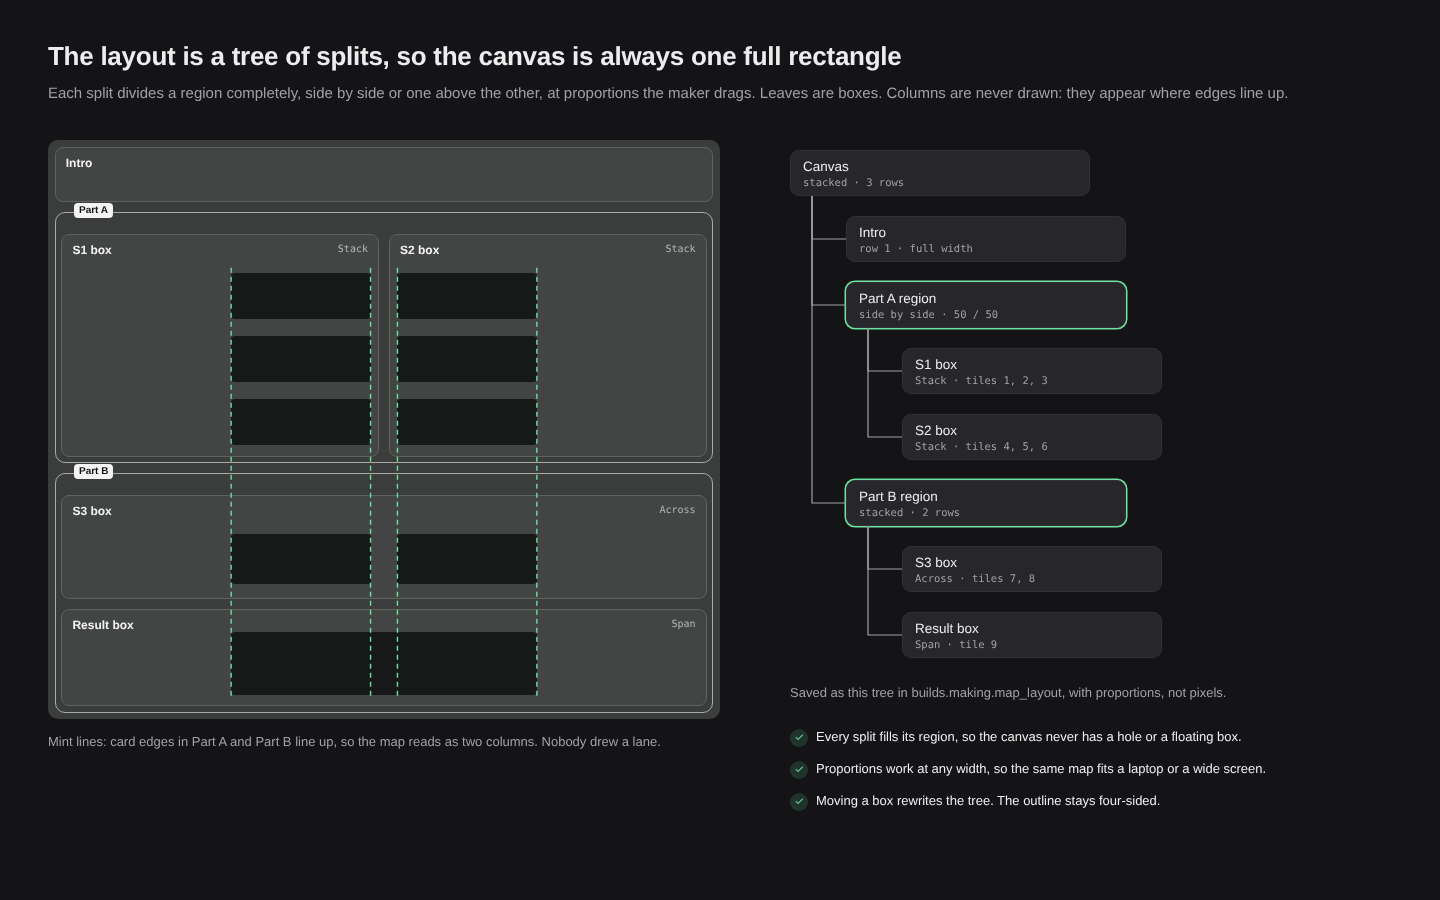 The layout is a tree of splits, so the canvas is always one full rectangle
Each split divides a region completely, side by side or one above the other, at proportions the maker drags. Leaves are boxes. Columns are never drawn: they appear where edges line up.
Intro
Part A
S1 box
Stack
S2 box
Stack
Part B
S3 box
Across
Result box
Span
Mint lines: card edges in Part A and Part B line up, so the map reads as two columns. Nobody drew a lane.
Canvas
stacked · 3 rows
Intro
row 1 · full width
Part A region
side by side · 50 / 50
S1 box
Stack · tiles 1, 2, 3
S2 box
Stack · tiles 4, 5, 6
Part B region
stacked · 2 rows
S3 box
Across · tiles 7, 8
Result box
Span · tile 9
Saved as this tree in builds.making.map_layout, with proportions, not pixels.
Every split fills its region, so the canvas never has a hole or a floating box.
Proportions work at any width, so the same map fits a laptop or a wide screen.
Moving a box rewrites the tree. The outline stays four-sided.